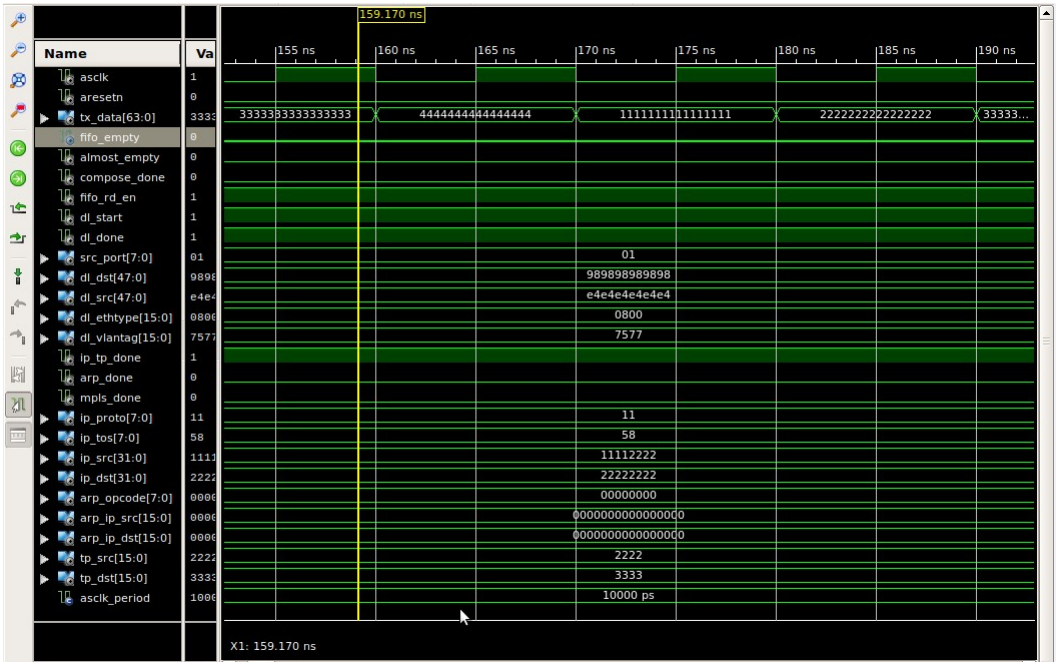 159.170 ns
155 ns 160 ns 165 ns 170 ns 175 ns 180 ns 185 ns 190 ns
Name Va
asclk 1
aresetn 0
tx_data[63:0] 3333 3333333333333333 4444444444444444 1111111111111111 2222222222222222 33333...
fifo_empty 0
almost_empty 0
compose_done 0
fifo_rd_en 1
dl_start 1
dl_done 1
src_port[7:0] 01 01
dl_dst[47:0] 9898 989898989898
dl_src[47:0] e4e4 e4e4e4e4e4e4
dl_ethtype[15:0] 0800 0800
dl_vlantag[15:0] 7577 7577
ip_tp_done 1
arp_done 0
mpls_done 0
ip_proto[7:0] 11 11
ip_tos[7:0] 58 58
ip_src[31:0] 1111 11112222
ip_dst[31:0] 2222 22222222
arp_opcode[7:0] 0000 00000000
arp_ip_src[15:0] 0000 0000000000000000
arp_ip_dst[15:0] 0000 0000000000000000
tp_src[15:0] 2222 2222
tp_dst[15:0] 3333 3333
asclk_period 1000 10000 ps
X1: 159.170 ns